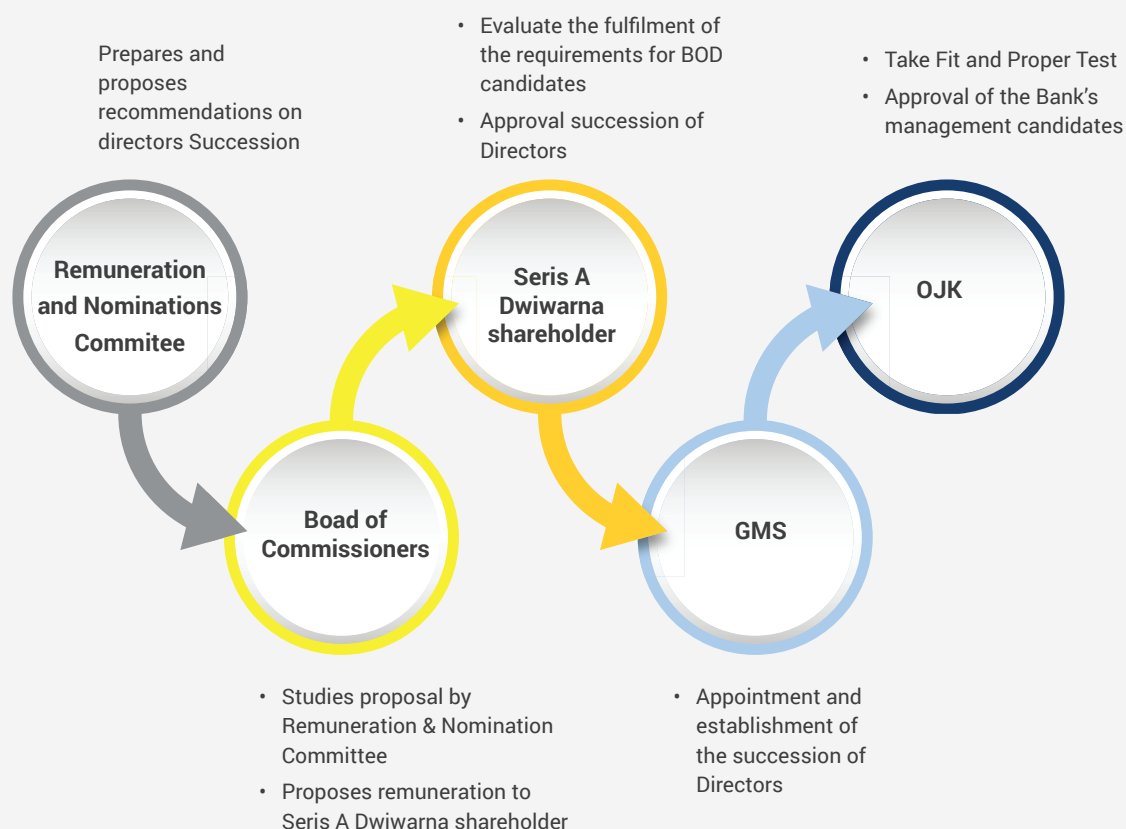 Prepares and
proposes
recommendations on
directors Succession
Remuneration
and Nominations
Commitee
• Studies proposal by
Remuneration & Nomination
Committee
• Proposes remuneration to
Seris A Dwiwarna shareholder
Boad of
Commissioners
• Evaluate the fulfilment of
the requirements for BOD
candidates
• Approval succession of
Directors
Seris A
Dwiwarna
shareholder
GMS
• Appointment and
establishment of
the succession of
Directors
• Take Fit and Proper Test
• Approval of the Bank's
management candidates
OJK